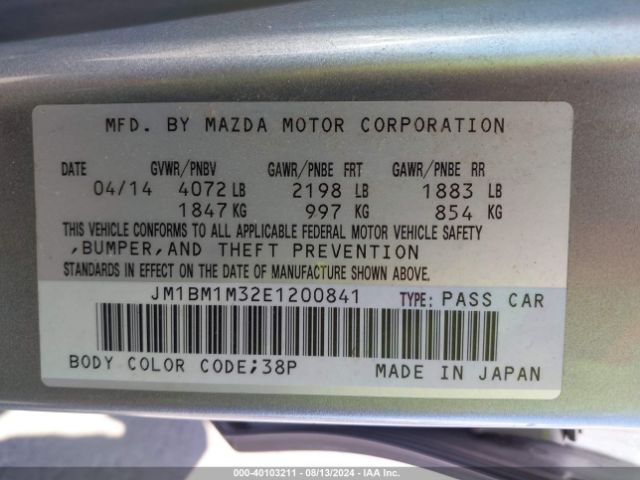 MFD. BY MAZDA MOTOR CORPORATION
DATE GVWR/PNBV GAWR/PNBE FRT GAWR/PNBE RR
04/14 4072 LB 2198 LB 1883 LB
1847 KG 997 KG 854 KG
THIS VEHICLE CONFORMS TO ALL APPLICABLE FEDERAL MOTOR VEHICLE SAFETY
,BUMPER,AND THEFT PREVENTION
STANDARDS IN EFFECT ON THE DATE OF MANUFACTURE SHOWN ABOVE.
JM1BM1M32E1200841 TYPE: PASS CAR
BODY COLOR CODE;38P MADE IN JAPAN
000-40103211 - 08/13/2024 - IAA Inc.